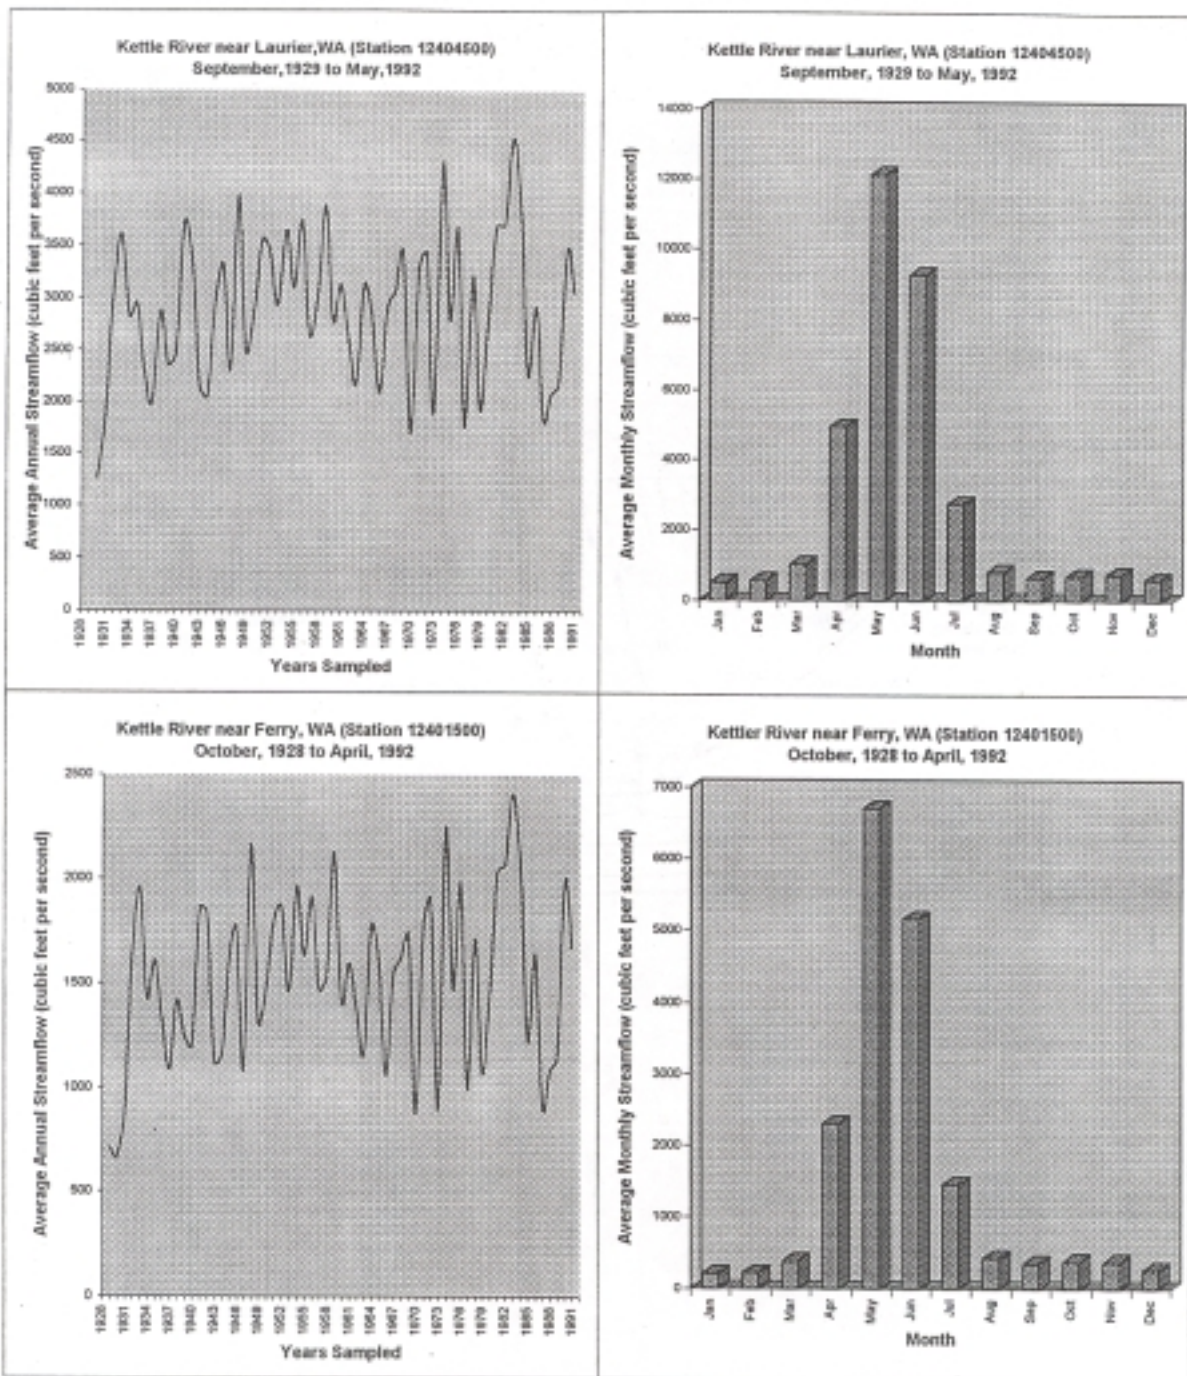 Kettle River near Laurier,WA (Station 12404500)
September,1929 to May,1992
Average Annual Streamflow (cubic feet per second)
5000
4500
4000
3500
3000
2500
2000
1500
1000
500
0
1928
1931
1934
1937
1940
1943
1946
1949
1952
1955
1958
1961
1964
1967
1970
1973
1976
1979
1982
1985
1988
1991
Years Sampled
Kettle River near Laurier, WA (Station 12404500)
September, 1929 to May, 1992
Average Monthly Streamflow (cubic feet per second)
14000
12000
10000
8000
6000
4000
2000
0
Jan
Feb
Mar
Apr
May
Jun
Jul
Aug
Sep
Oct
Nov
Dec
Month
Kettle River near Ferry, WA (Station 12401500)
October, 1928 to April, 1992
Average Annual Streamflow (cubic feet per second)
2500
2000
1500
1000
500
0
1928
1931
1934
1937
1940
1943
1946
1949
1952
1955
1958
1961
1964
1967
1970
1973
1976
1979
1982
1985
1988
1991
Years Sampled
Kettler River near Ferry, WA (Station 12401500)
October, 1928 to April, 1992
Average Monthly Streamflow (cubic feet per second)
7000
6000
5000
4000
3000
2000
1000
0
Jan
Feb
Mar
Apr
May
Jun
Jul
Aug
Sep
Oct
Nov
Dec
Month